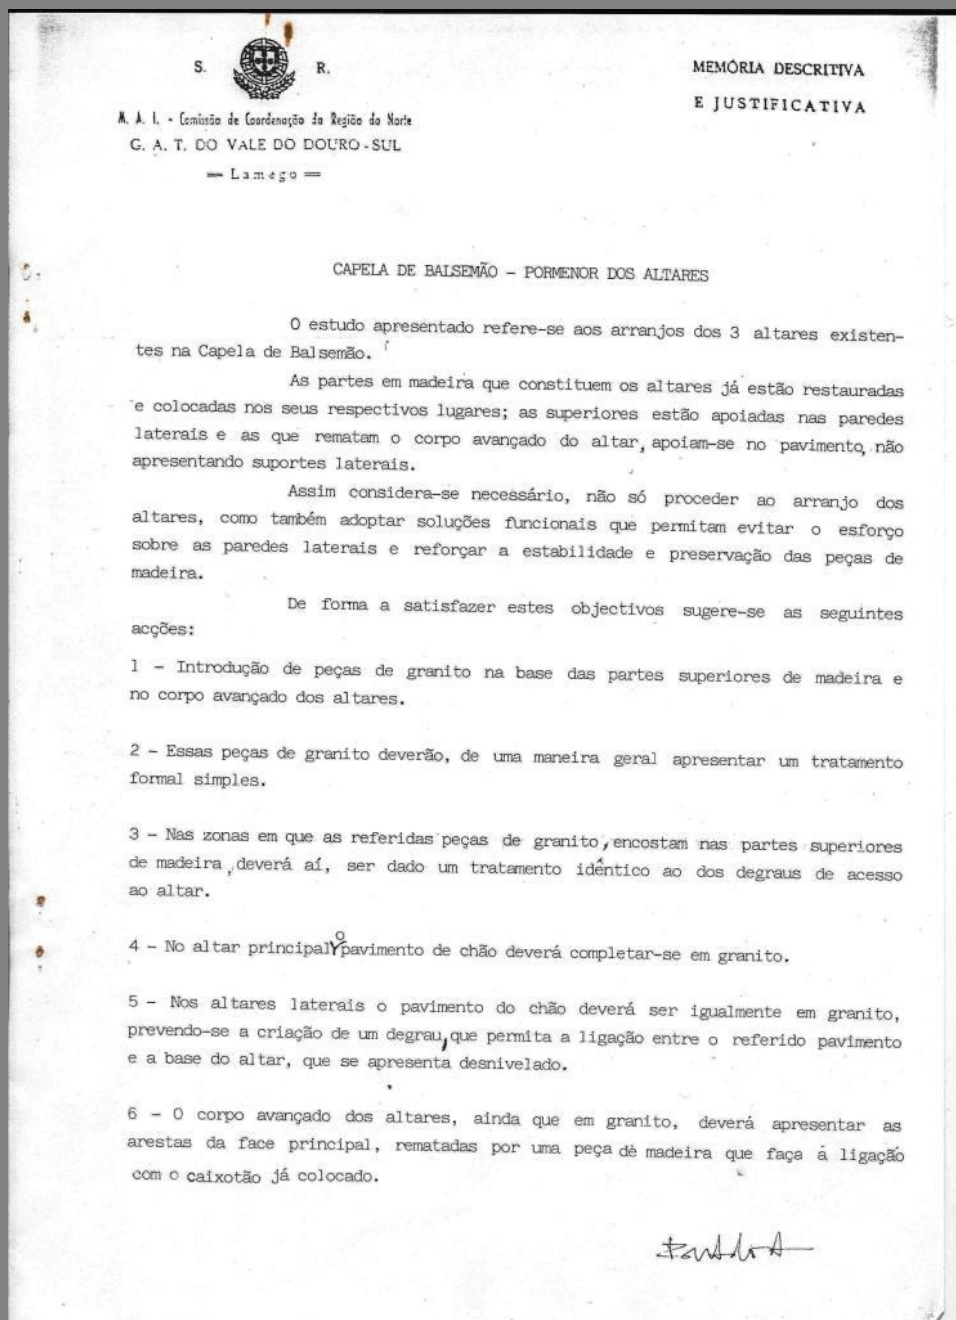 S. R.
M. A. I. - Comissão de Coordenação da Região do Norte
G. A. T. DO VALE DO DOURO - SUL
== Lamego ==
MEMÓRIA DESCRITIVA
E JUSTIFICATIVA
CAPELA DE BALSEMÃO - PORMENOR DOS ALTARES
O estudo apresentado refere-se aos arranjos dos 3 altares existen-
tes na Capela de Balsemão.
As partes em madeira que constituem os altares já estão restauradas
e colocadas nos seus respectivos lugares; as superiores estão apoiadas nas paredes
laterais e as que rematam o corpo avançado do altar, apoiam-se no pavimento, não
apresentando suportes laterais.
Assim considera-se necessário, não só proceder ao arranjo dos
altares, como também adoptar soluções funcionais que permitam evitar o esforço
sobre as paredes laterais e reforçar a estabilidade e preservação das peças de
madeira.
De forma a satisfazer estes objectivos sugere-se as seguintes
acções:
1 - Introdução de peças de granito na base das partes superiores de madeira e
no corpo avançado dos altares.
2 - Essas peças de granito deverão, de uma maneira geral apresentar um tratamento
formal simples.
3 - Nas zonas em que as referidas peças de granito, encostam nas partes superiores
de madeira, deverá aí, ser dado um tratamento idêntico ao dos degraus de acesso
ao altar.
4 - No altar principal o pavimento de chão deverá completar-se em granito.
5 - Nos altares laterais o pavimento do chão deverá ser igualmente em granito,
prevendo-se a criação de um degrau, que permita a ligação entre o referido pavimento
e a base do altar, que se apresenta desnivelado.
6 - O corpo avançado dos altares, ainda que em granito, deverá apresentar as
arestas da face principal, rematadas por uma peça de madeira que faça a ligação
com o caixotão já colocado.